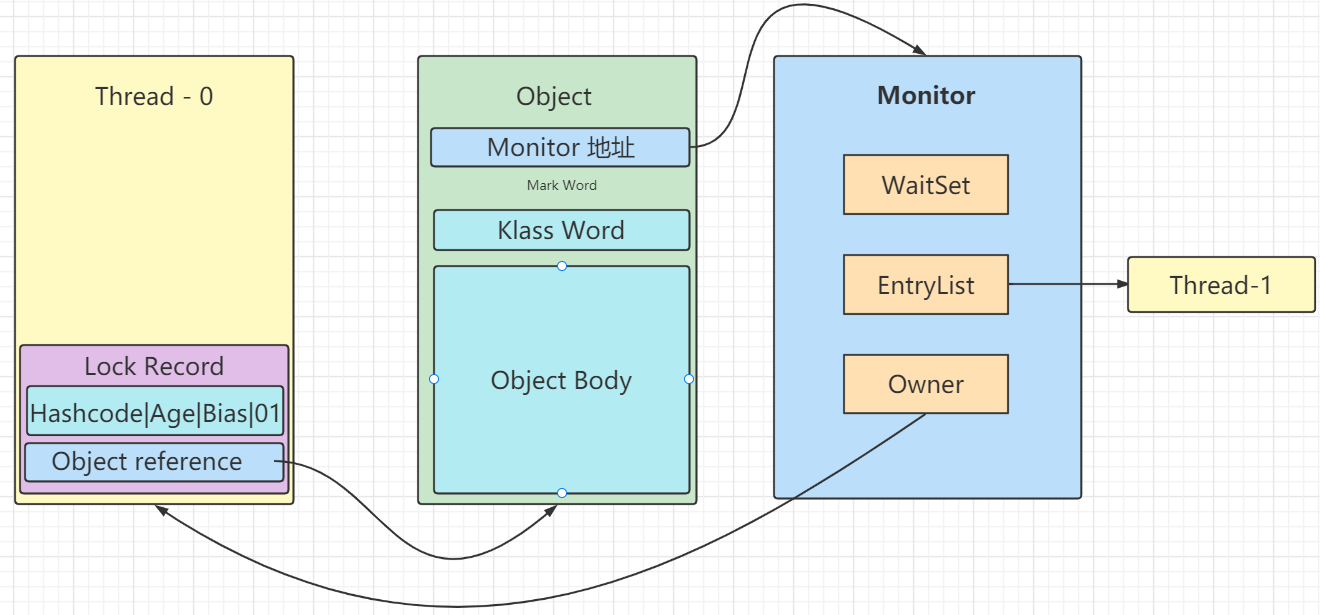 Thread - 0
Lock Record
Hashcode|Age|Bias|01
Object reference
Object
Monitor 地址
Mark Word
Klass Word
Object Body
Monitor
WaitSet
EntryList
Owner
Thread-1